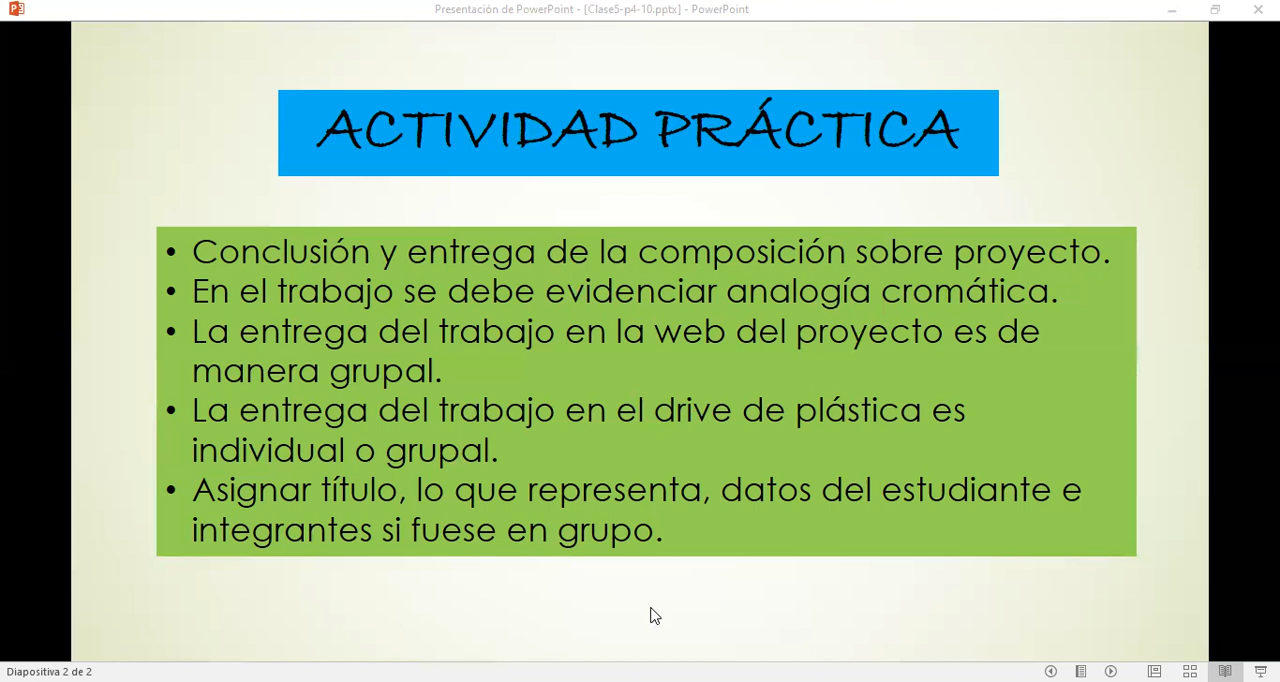 Presentación de PowerPoint - [Clase5-p4-10.pptx] - PowerPoint
ACTIVIDAD PRÁCTICA
• Conclusión y entrega de la composición sobre proyecto.
• En el trabajo se debe evidenciar analogía cromática.
• La entrega del trabajo en la web del proyecto es de
manera grupal.
• La entrega del trabajo en el drive de plástica es
individual o grupal.
• Asignar título, lo que representa, datos del estudiante e
integrantes si fuese en grupo.
Diapositiva 2 de 2